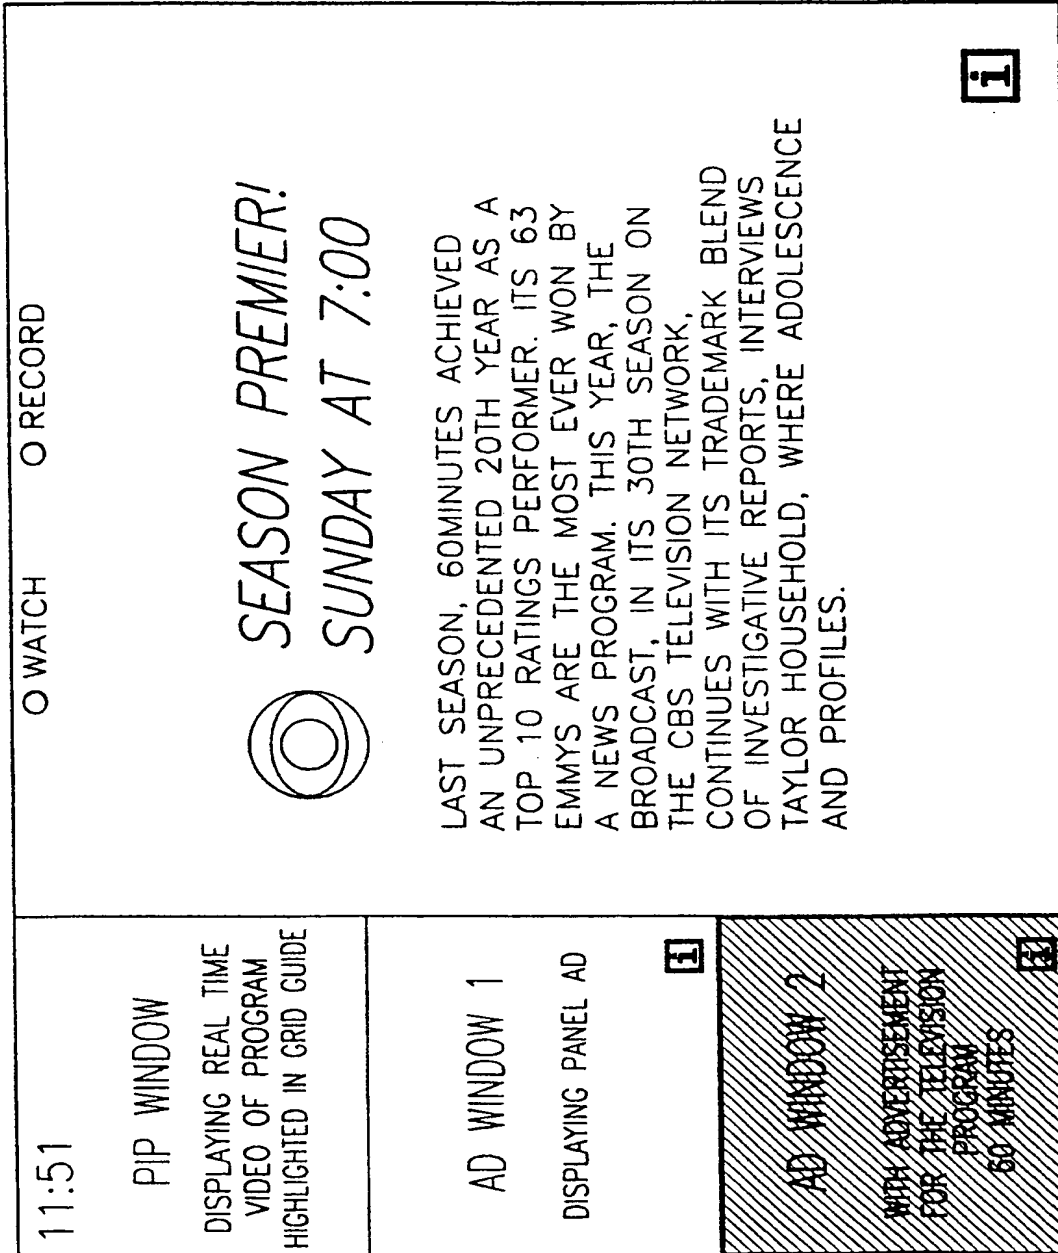 11:51
O WATCH
O RECORD
PIP WINDOW
DISPLAYING REAL TIME
VIDEO OF PROGRAM
HIGHLIGHTED IN GRID GUIDE
AD WINDOW 1
DISPLAYING PANEL AD
i
AD WINDOW 2
WITH ADVERTISEMENT
FOR THE TELEVISION
PROGRAM
60 MINUTES
i
SEASON PREMIER!
SUNDAY AT 7:00
LAST SEASON, 60MINUTES ACHIEVED
AN UNPRECEDENTED 20TH YEAR AS A
TOP 10 RATINGS PERFORMER. ITS 63
EMMYS ARE THE MOST EVER WON BY
A NEWS PROGRAM. THIS YEAR, THE
BROADCAST, IN ITS 30TH SEASON ON
THE CBS TELEVISION NETWORK,
CONTINUES WITH ITS TRADEMARK BLEND
OF INVESTIGATIVE REPORTS, INTERVIEWS
TAYLOR HOUSEHOLD, WHERE ADOLESCENCE
AND PROFILES.
i